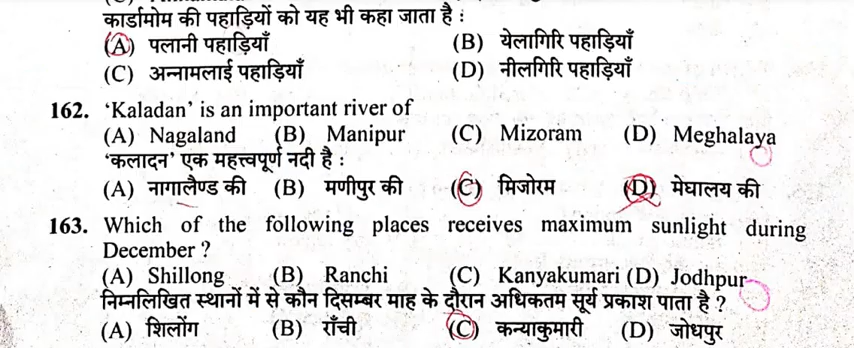 कार्डामोम की पहाड़ियों को यह भी कहा जाता है :
(A) पलानी पहाड़ियाँ (B) येलागिरि पहाड़ियाँ
(C) अन्नामलाई पहाड़ियाँ (D) नीलगिरि पहाड़ियाँ
162. ‘Kaladan’ is an important river of
(A) Nagaland (B) Manipur (C) Mizoram (D) Meghalaya
‘कलादन’ एक महत्त्वपूर्ण नदी है :
(A) नागालैण्ड की (B) मणीपुर की (C) मिजोरम (D) मेघालय की
163. Which of the following places receives maximum sunlight during
December ?
(A) Shillong (B) Ranchi (C) Kanyakumari (D) Jodhpur
निम्नलिखित स्थानों में से कौन दिसम्बर माह के दौरान अधिकतम सूर्य प्रकाश पाता है ?
(A) शिलोंग (B) राँची (C) कन्याकुमारी (D) जोधपुर